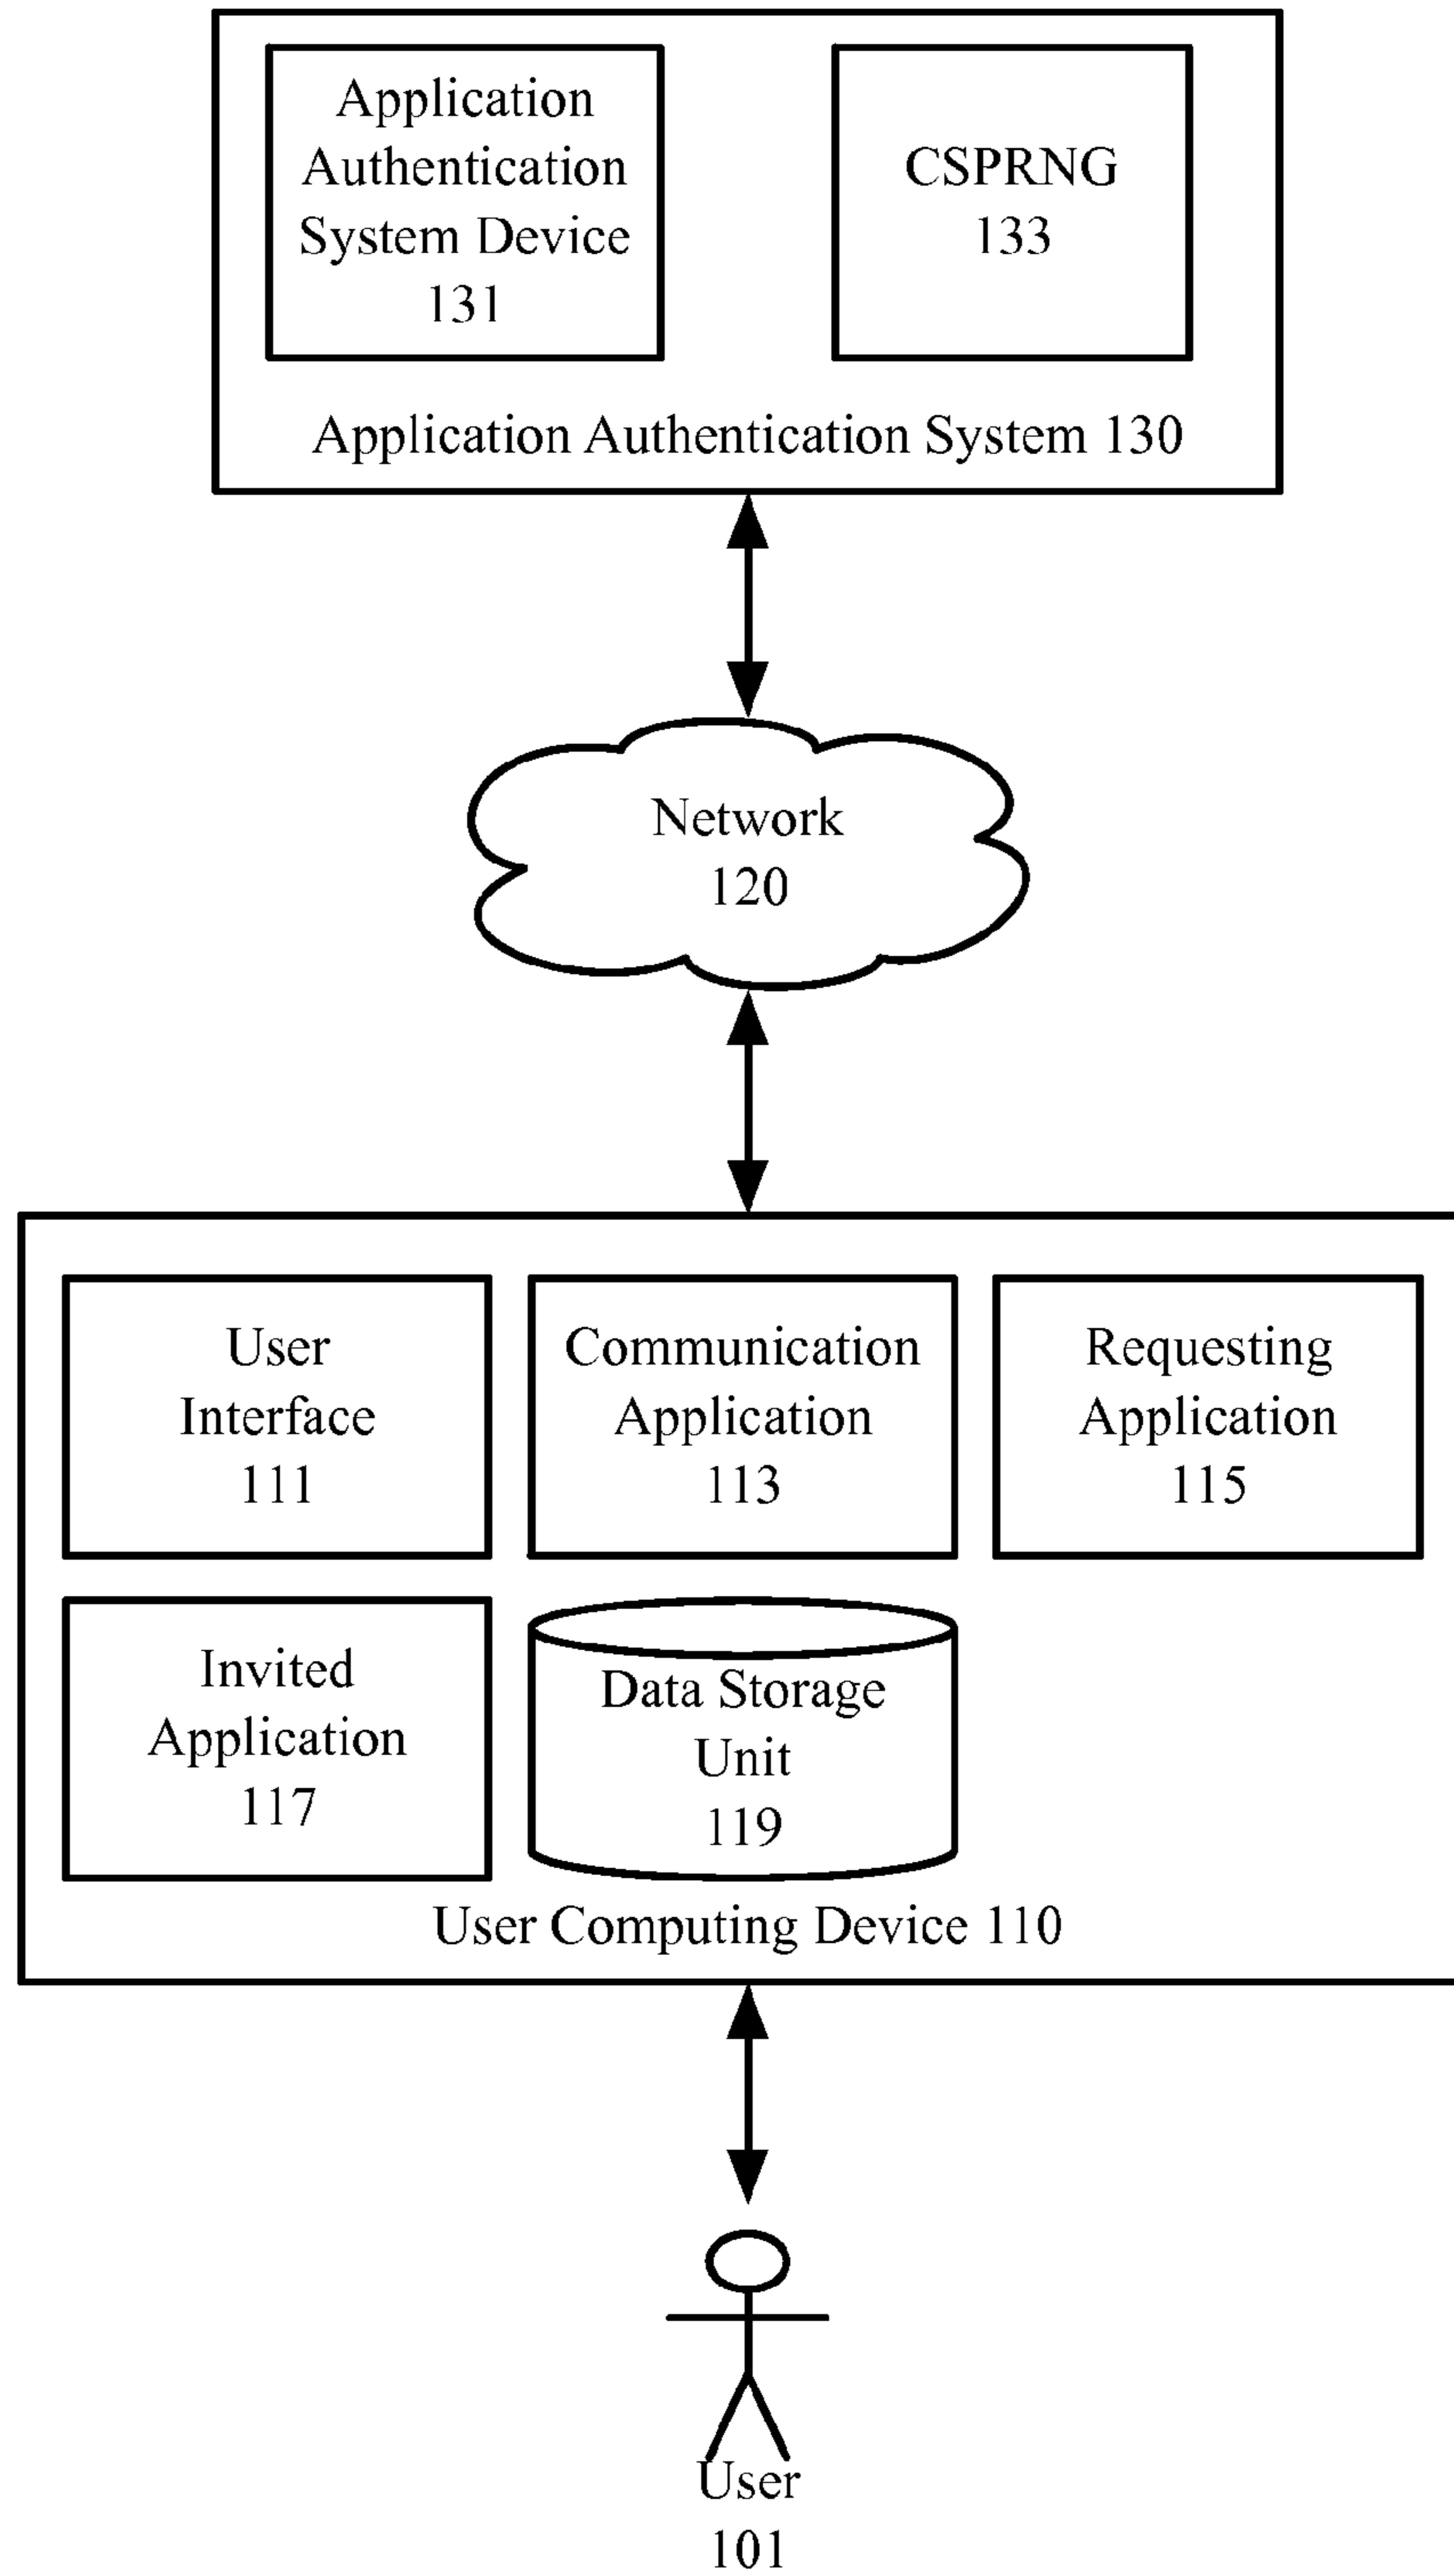 Application
Authentication
System Device
131
CSPRNG
133
Application Authentication System 130
Network
120
User
Interface
111
Communication
Application
113
Requesting
Application
115
Invited
Application
117
Data Storage
Unit
119
User Computing Device 110
User
101